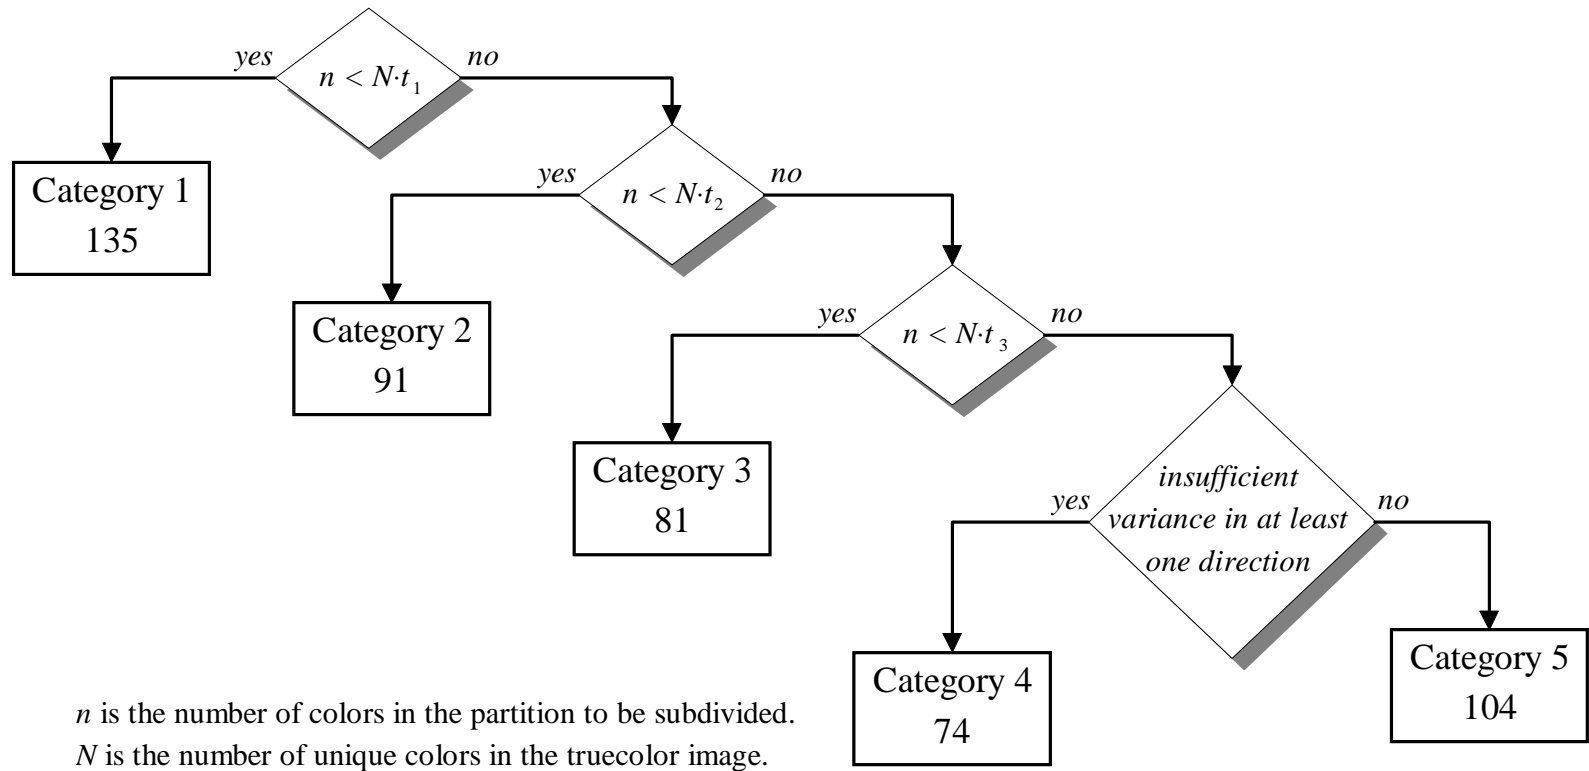 yes
n < N·t₁
no
Category 1
135
yes
n < N·t₂
no
Category 2
91
yes
n < N·t₃
no
Category 3
81
yes
insufficient
variance in at least
one direction
no
Category 4
74
Category 5
104
n is the number of colors in the partition to be subdivided.
N is the number of unique colors in the truecolor image.